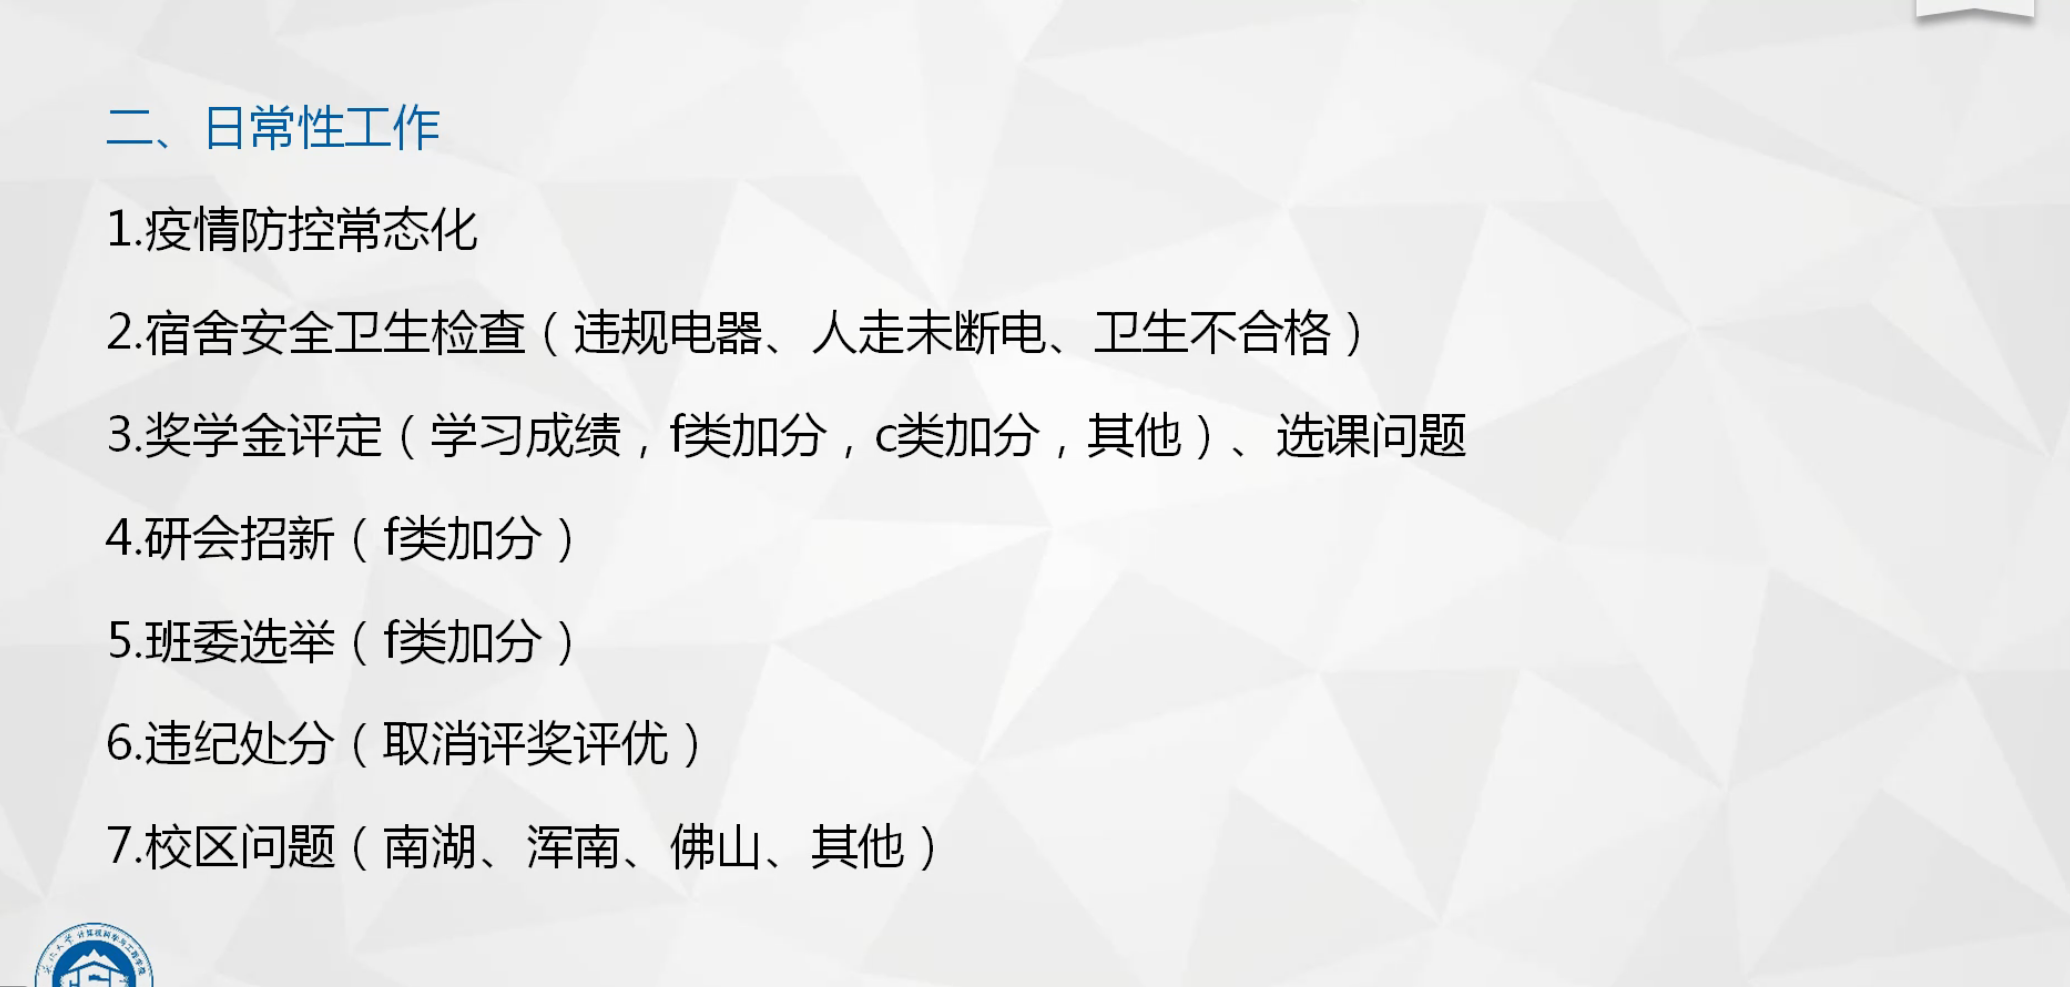 二、日常性工作
1.疫情防控常态化
2.宿舍安全卫生检查（违规电器、人走未断电、卫生不合格）
3.奖学金评定（学习成绩，f类加分，c类加分，其他）、选课问题
4.研会招新（f类加分）
5.班委选举（f类加分）
6.违纪处分（取消评奖评优）
7.校区问题（南湖、浑南、佛山、其他）